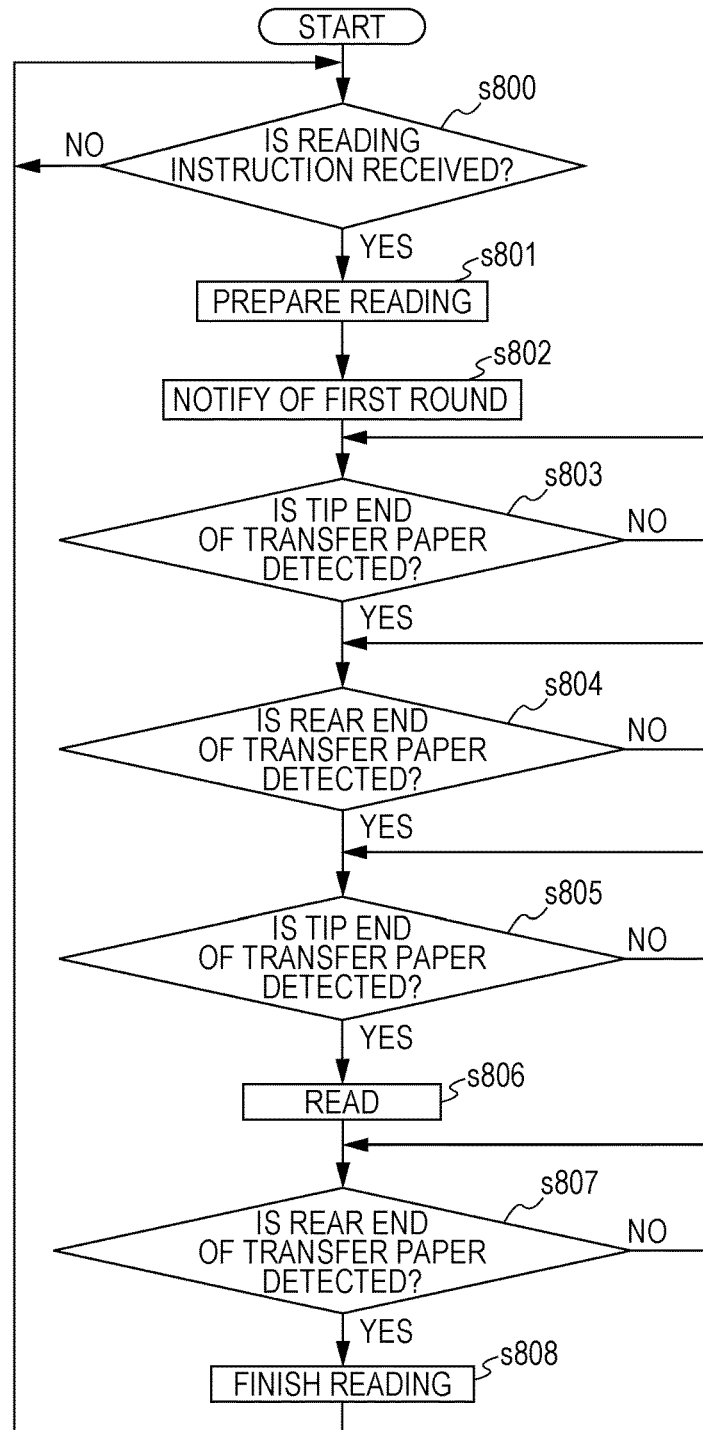 START
s800
IS READING
NO
INSTRUCTION RECEIVED?
YES
s801
PREPARE READING
s802
NOTIFY OF FIRST ROUND
s803
IS TIP END
OF TRANSFER PAPER
NO
DETECTED?
YES
s804
IS REAR END
OF TRANSFER PAPER
NO
DETECTED?
YES
s805
IS TIP END
OF TRANSFER PAPER
NO
DETECTED?
YES
s806
READ
s807
IS REAR END
OF TRANSFER PAPER
NO
DETECTED?
YES
s808
FINISH READING